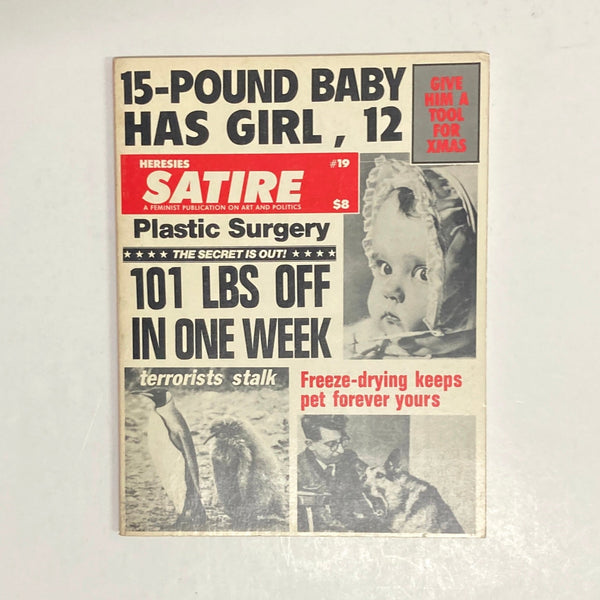 15-POUND BABY
HAS GIRL, 12
GIVE
HIM A
TOOL
FOR
XMAS
HERESIES
#19
SATIRE
A FEMINIST PUBLICATION ON ART AND POLITICS
$8
Plastic Surgery
★★★★ THE SECRET IS OUT! ★★★★
101 LBS OFF
IN ONE WEEK
terrorists stalk
Freeze-drying keeps
pet forever yours